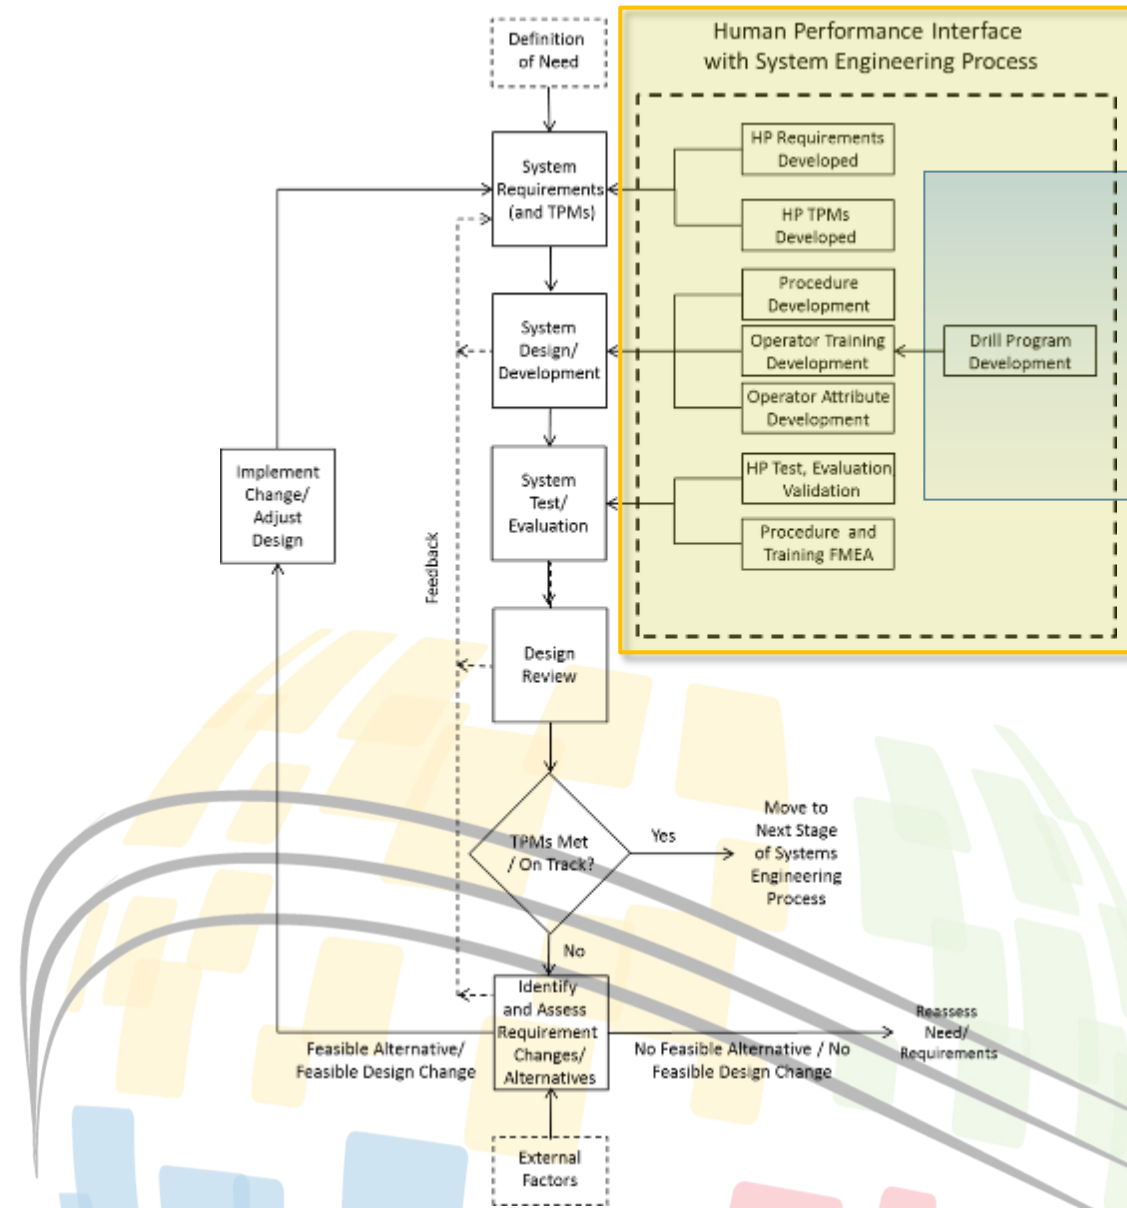 Definition
of Need
Human Performance Interface
with System Engineering Process
System
Requirements
(and TPMs)
HP Requirements
Developed
HP TPMs
Developed
System
Design/
Development
Procedure
Development
Operator Training
Development
Drill Program
Development
Operator Attribute
Development
Implement
Change/
Adjust
Design
System
Test/
Evaluation
HP Test, Evaluation
Validation
Procedure and
Training FMEA
Feedback
Design
Review
TPMs Met
/ On Track?
Yes
Move to
Next Stage
of Systems
Engineering
Process
No
Identify
and Assess
Requirement
Changes/
Alternatives
Feasible Alternative/
Feasible Design Change
No Feasible Alternative / No
Feasible Design Change
Reassess
Need/
Requirements
External
Factors